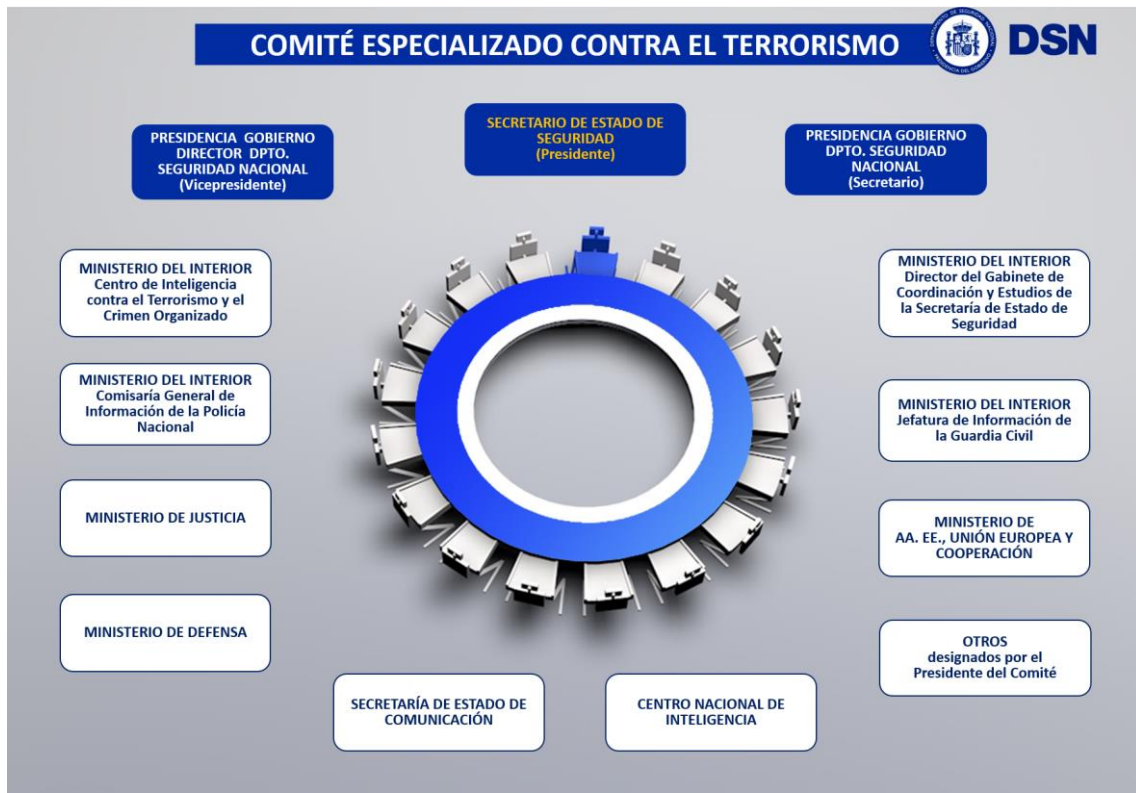 COMITÉ ESPECIALIZADO CONTRA EL TERRORISMO
DSN
PRESIDENCIA GOBIERNO
DIRECTOR DPTO.
SEGURIDAD NACIONAL
(Vicepresidente)
SECRETARIO DE ESTADO DE
SEGURIDAD
(Presidente)
PRESIDENCIA GOBIERNO
DPTO. SEGURIDAD
NACIONAL
(Secretario)
MINISTERIO DEL INTERIOR
Centro de Inteligencia
contra el Terrorismo y el
Crimen Organizado
MINISTERIO DEL INTERIOR
Director del Gabinete de
Coordinación y Estudios de
la Secretaría de Estado de
Seguridad
MINISTERIO DEL INTERIOR
Comisaría General de
Información de la Policía
Nacional
MINISTERIO DEL INTERIOR
Jefatura de Información de
la Guardia Civil
MINISTERIO DE JUSTICIA
MINISTERIO DE
AA. EE., UNIÓN EUROPEA Y
COOPERACIÓN
MINISTERIO DE DEFENSA
OTROS
designados por el
Presidente del Comité
SECRETARÍA DE ESTADO DE
COMUNICACIÓN
CENTRO NACIONAL DE
INTELIGENCIA